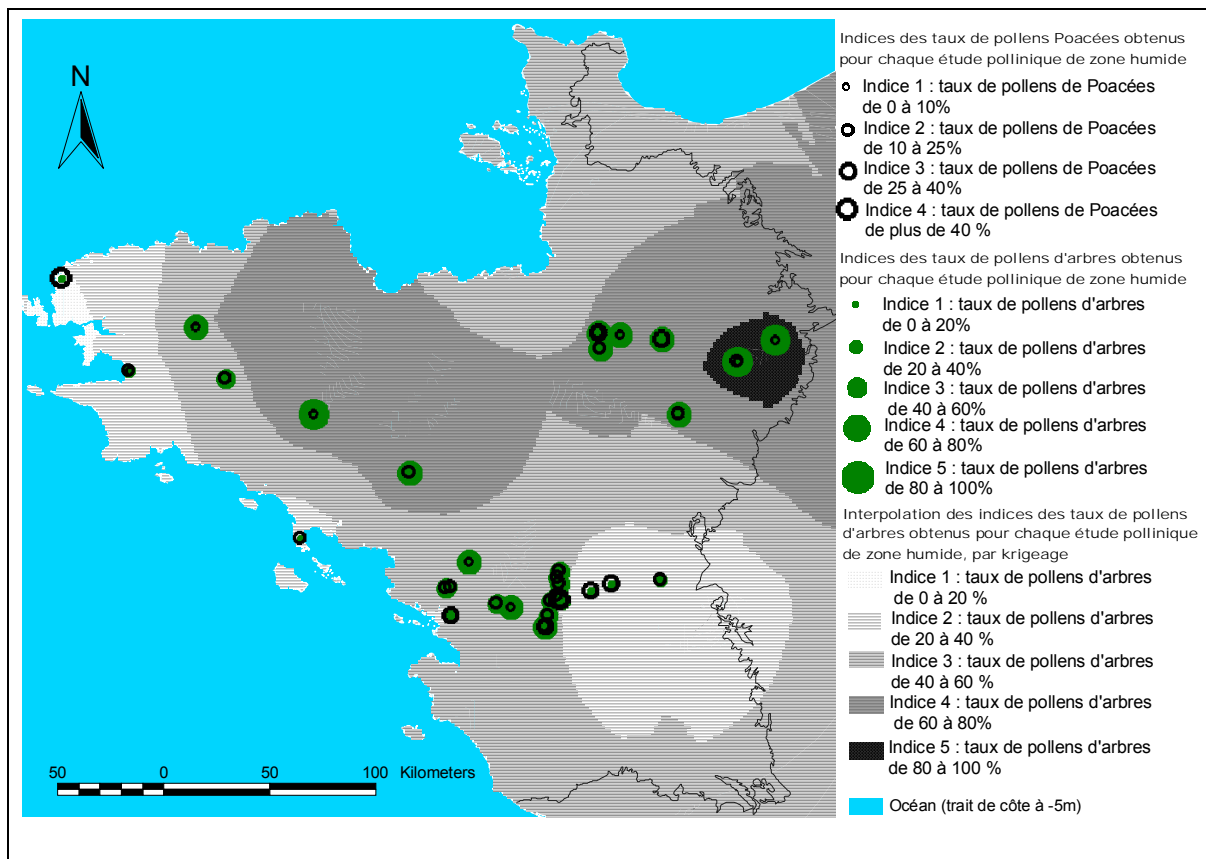 N
50 0 50 100 Kilometers
Indices des taux de pollens Poacées obtenus
pour chaque étude pollinique de zone humide
Indice 1 : taux de pollens de Poacées
de 0 à 10%
Indice 2 : taux de pollens de Poacées
de 10 à 25%
Indice 3 : taux de pollens de Poacées
de 25 à 40%
Indice 4 : taux de pollens de Poacées
de plus de 40 %
Indices des taux de pollens d'arbres obtenus
pour chaque étude pollinique de zone humide
Indice 1 : taux de pollens d'arbres
de 0 à 20%
Indice 2 : taux de pollens d'arbres
de 20 à 40%
Indice 3 : taux de pollens d'arbres
de 40 à 60%
Indice 4 : taux de pollens d'arbres
de 60 à 80%
Indice 5 : taux de pollens d'arbres
de 80 à 100%
Interpolation des indices des taux de pollens
d'arbres obtenus pour chaque étude pollinique
de zone humide, par krigeage
Indice 1 : taux de pollens d'arbres
de 0 à 20 %
Indice 2 : taux de pollens d'arbres
de 20 à 40 %
Indice 3 : taux de pollens d'arbres
de 40 à 60 %
Indice 4 : taux de pollens d'arbres
de 60 à 80%
Indice 5 : taux de pollens d'arbres
de 80 à 100 %
Océan (trait de côte à -5m)